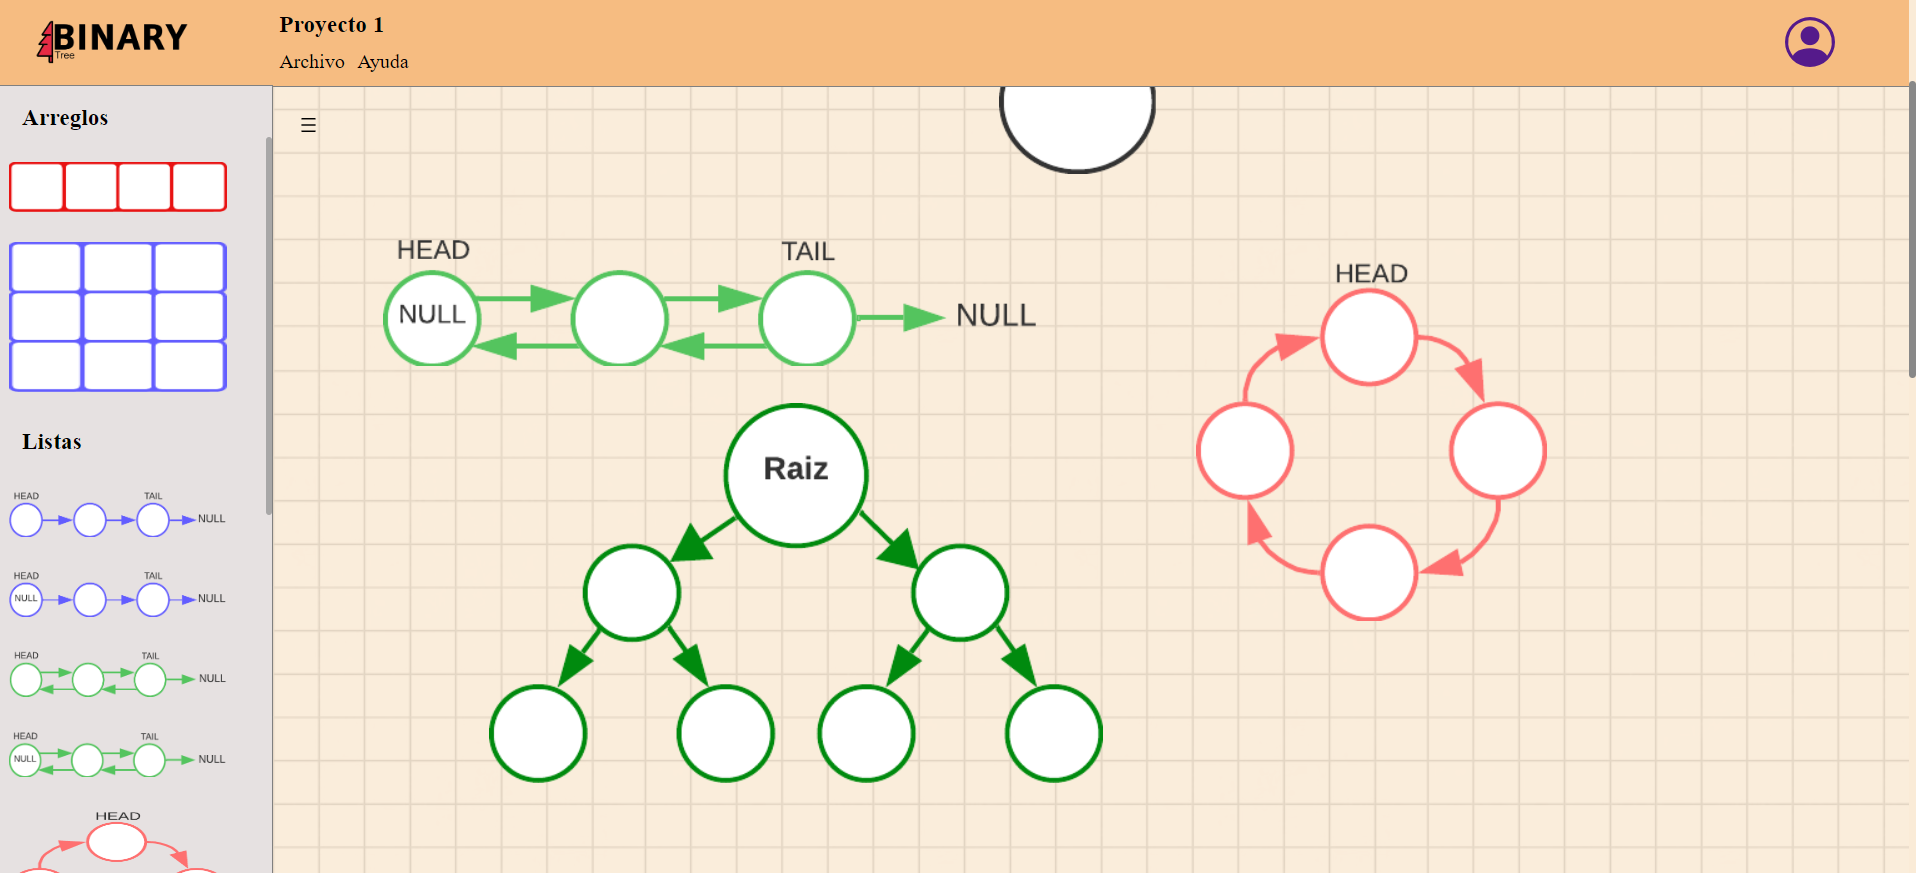 BINARY
Tree
Proyecto 1
Archivo Ayuda
Arreglos
Listas
HEAD TAIL
NULL
HEAD TAIL
NULL NULL
HEAD TAIL
NULL
HEAD TAIL
NULL NULL
HEAD
HEAD TAIL
NULL NULL
Raiz
HEAD